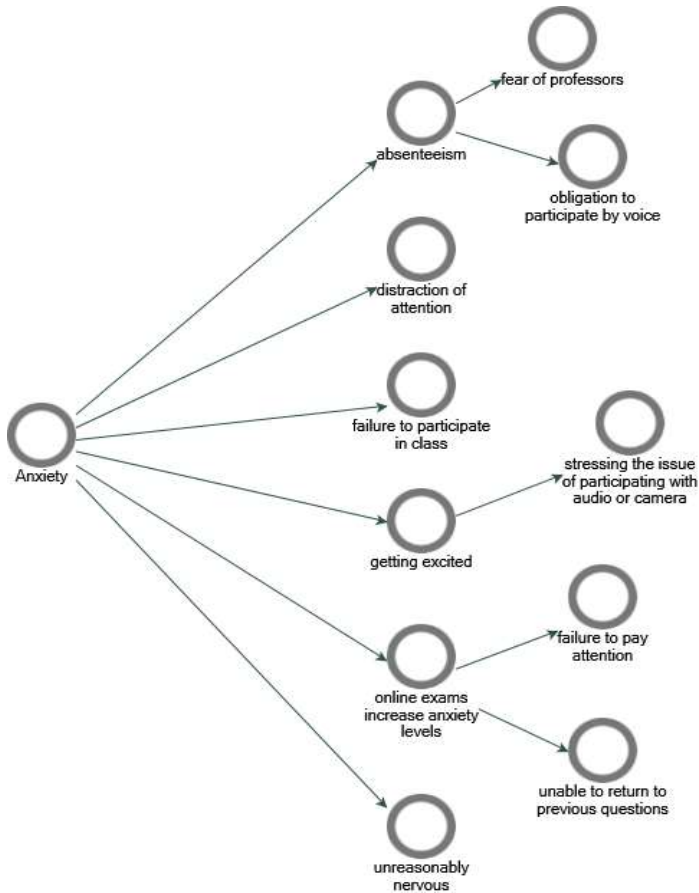 fear of professors
absenteeism
obligation to
participate by voice
distraction of
attention
failure to participate
in class
Anxiety
stressing the issue
of participating with
audio or camera
getting excited
failure to pay
attention
online exams
increase anxiety
levels
unable to return to
previous questions
unreasonably
nervous